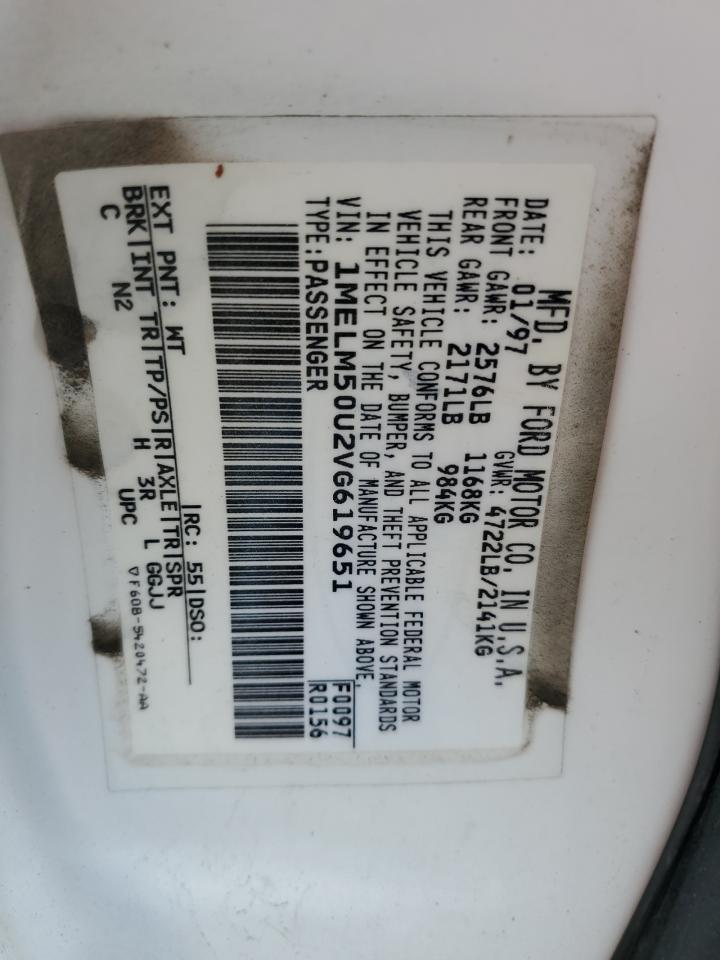 MFD. BY FORD MOTOR CO. IN U.S.A.
DATE: 01/97 GVWR: 4722LB/2141KG
FRONT GAWR: 2576LB 1168KG
REAR GAWR: 2171LB 984KG
THIS VEHICLE CONFORMS TO ALL APPLICABLE FEDERAL MOTOR
VEHICLE SAFETY, BUMPER, AND THEFT PREVENTION STANDARDS
IN EFFECT ON THE DATE OF MANUFACTURE SHOWN ABOVE.
VIN: 1MELM50U2VG619651 F0097
TYPE: PASSENGER R0156
EXT PNT: WT |RC: 55|DSO:
BRK|INT TR|TP/PS|R|AXLE|TR|SPR
C N2 H 3R L GGJJ
UPC ▽F60B-5420472-AA